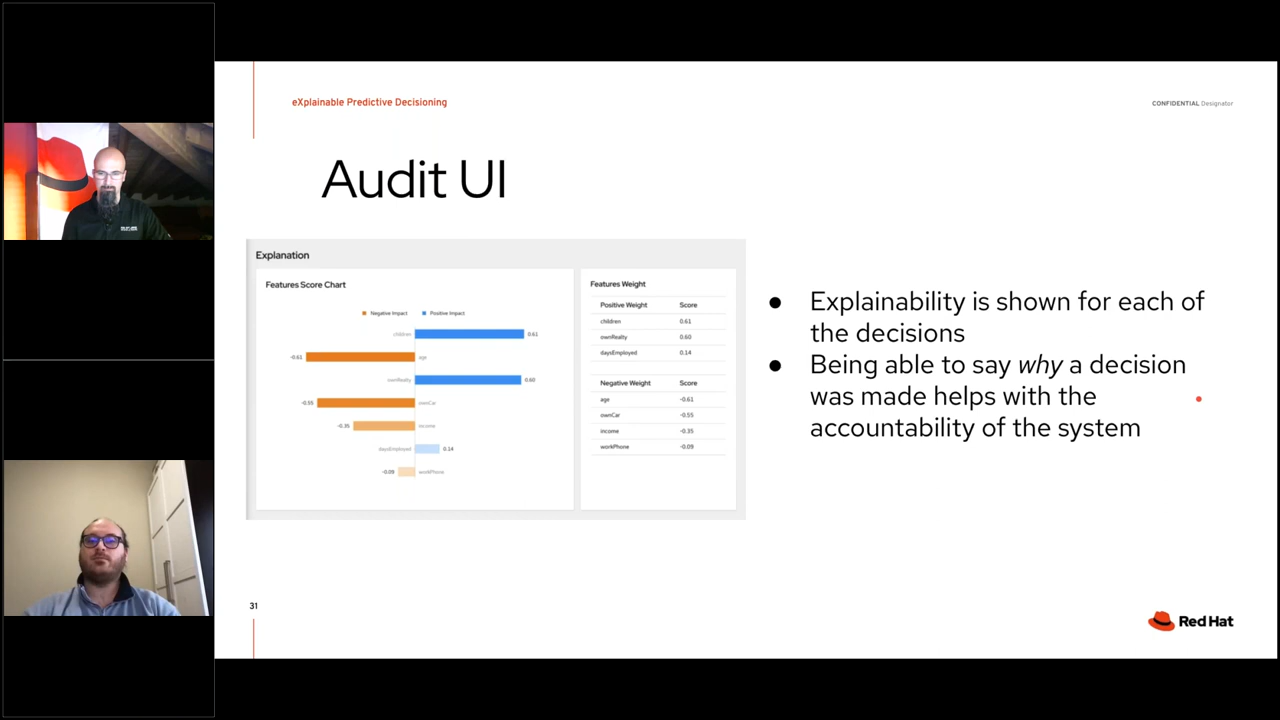 eXplainable Predictive Decisioning
CONFIDENTIAL Designator
Audit UI
Explanation
Features Score Chart
Negative Impact
Positive Impact
children
0.61
-0.61
age
ownRealty
0.60
-0.55
ownCar
-0.35
income
daysEmployed
0.14
-0.09
workPhone
Features Weight
Positive Weight Score
children 0.61
ownRealty 0.60
daysEmployed 0.14
Negative Weight Score
age -0.61
ownCar -0.55
income -0.35
workPhone -0.09
● Explainability is shown for each of
the decisions
● Being able to say why a decision
was made helps with the
accountability of the system
31
Red Hat